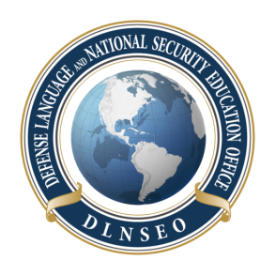 DEFENSE LANGUAGE AND NATIONAL SECURITY EDUCATION OFFICE
DLNSEO